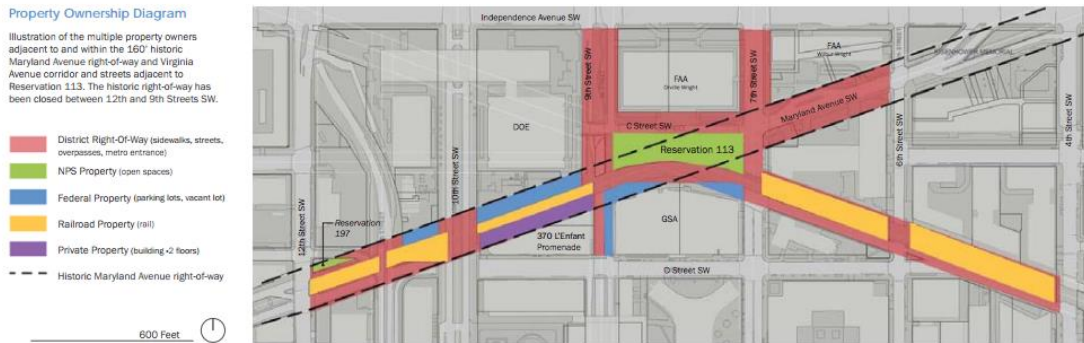 Property Ownership Diagram
Illustration of the multiple property owners
adjacent to and within the 160' historic
Maryland Avenue right-of-way and Virginia
Avenue corridor and streets adjacent to
Reservation 113. The historic right-of-way has
been closed between 12th and 9th Streets SW.
District Right-Of-Way (sidewalks, streets,
overpasses, metro entrance)
NPS Property (open spaces)
Federal Property (parking lots, vacant lot)
Railroad Property (rail)
Private Property (building •2 floors)
Historic Maryland Avenue right-of-way
600 Feet
Independence Avenue SW
9th Street SW
FAA
Orville Wright
7th Street SW
FAA
Wilbur Wright
EISENHOWER MEMORIAL
Maryland Avenue SW
C Street SW
DOE
Reservation 113
6th Street SW
4th Street SW
10th Street SW
12th Street SW
Reservation
197
370 L'Enfant
Promenade
GSA
D Street SW